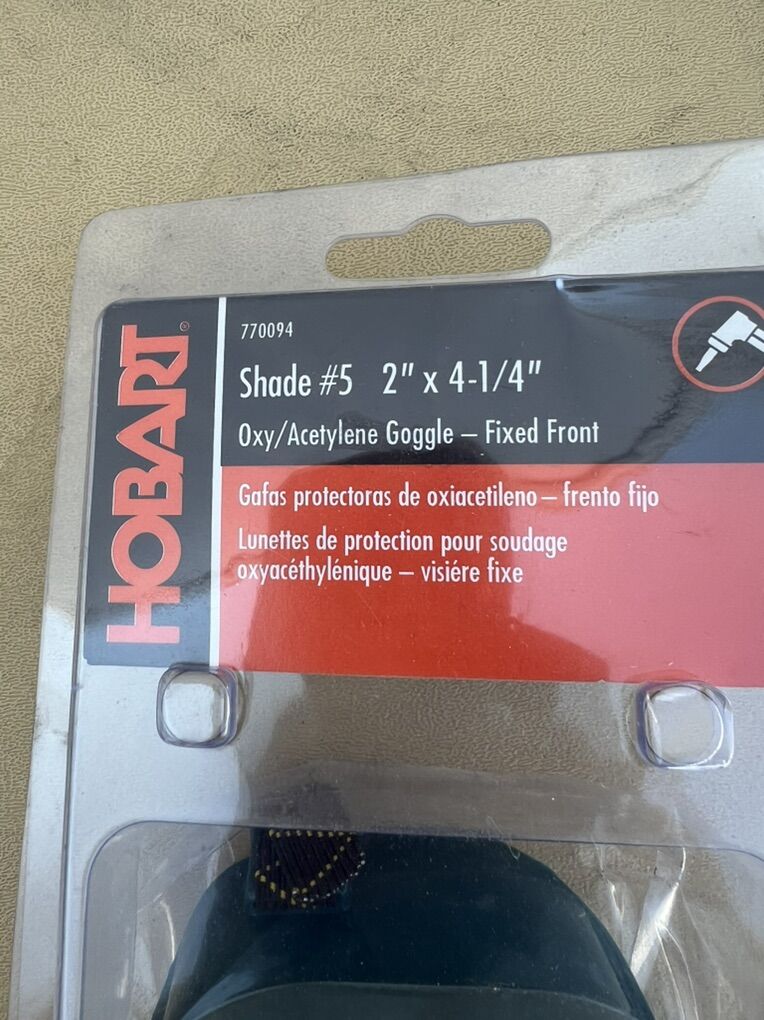 HOBART®
770094
Shade #5 2" x 4-1/4"
Oxy/Acetylene Goggle – Fixed Front
Gafas protectoras de oxiacetileno – frento fijo
Lunettes de protection pour soudage
oxyacéthylénique – visiére fixe